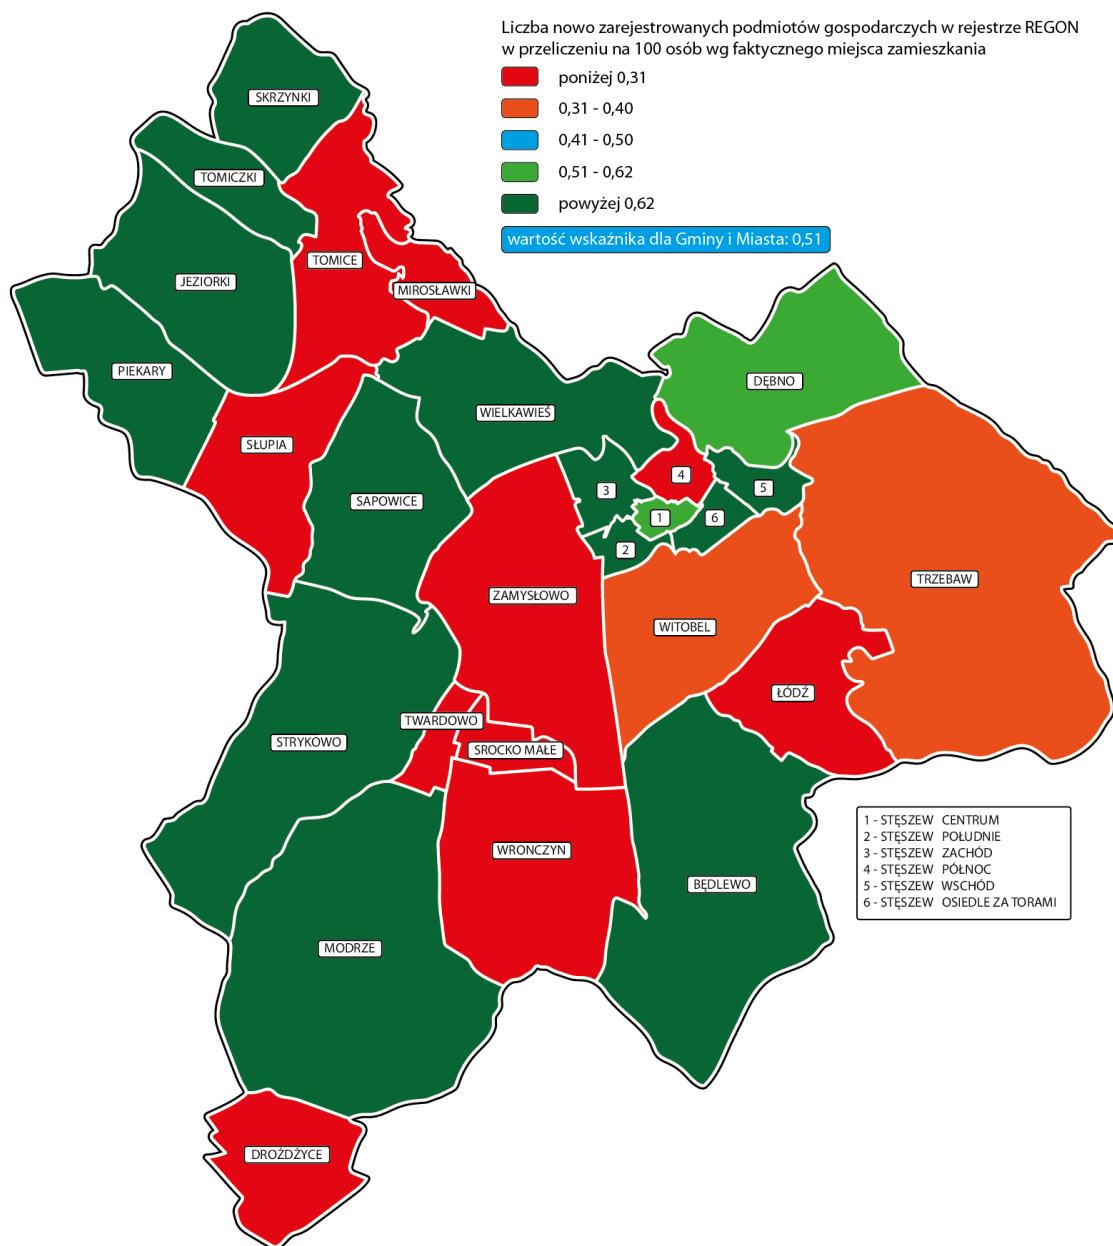 Liczba nowo zarejestrowanych podmiotów gospodarczych w rejestrze REGON
w przeliczeniu na 100 osób wg faktycznego miejsca zamieszkania
poniżej 0,31
0,31 - 0,40
0,41 - 0,50
0,51 - 0,62
powyżej 0,62
wartość wskaźnika dla Gminy i Miasta: 0,51
SKRZYNKI
TOMICZKI
TOMICE
JEZIORKI
MIROSŁAWKI
PIEKARY
DĘBNO
WIELKAWIEŚ
SŁUPIA
4
3
5
SAPOWICE
1
6
2
TRZEBAW
ZAMYSŁOWO
WITOBEL
ŁÓDŹ
TWARDOWO
STRYKOWO
SROCKO MAŁE
WRONCZYN
BĘDLEWO
MODRZE
DROŻDŻYCE
1 - STĘSZEW CENTRUM
2 - STĘSZEW POŁUDNIE
3 - STĘSZEW ZACHÓD
4 - STĘSZEW PÓŁNOC
5 - STĘSZEW WSCHÓD
6 - STĘSZEW OSIEDLE ZA TORAMI